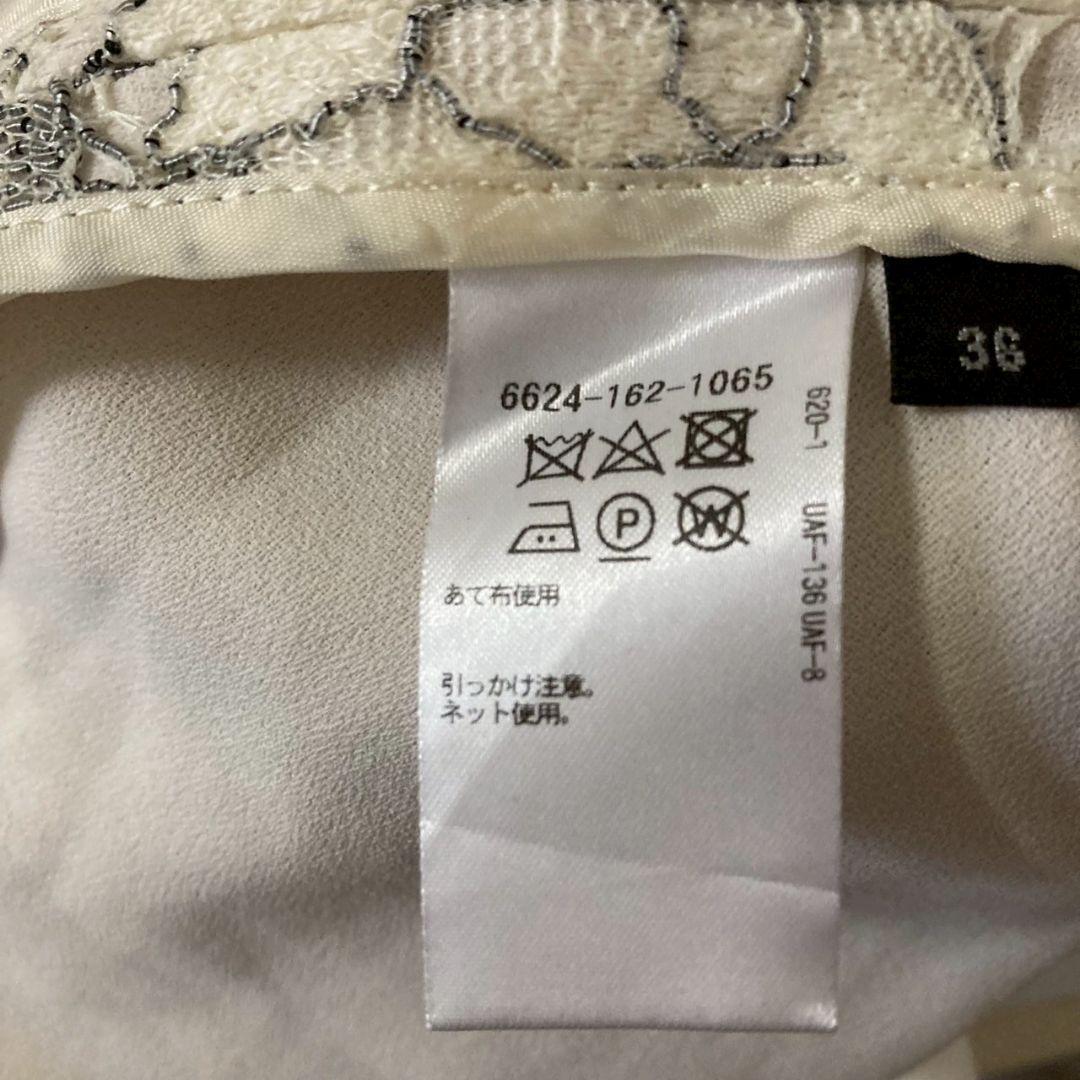 6624-162-1065
P
W
あて布使用
引っかけ注意。
ネット使用。
620-1 UAF-136 UAF-8
36